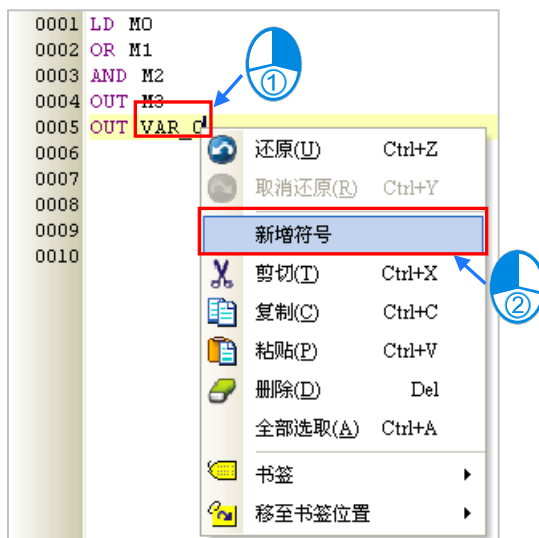 0001 LD M0
0002 OR M1
0003 AND M2
0004 OUT M3
0005 OUT VAR_0
0006
0007
0008
0009
0010
①
还原(U) Ctrl+Z
取消还原(R) Ctrl+Y
新增符号
剪切(T) Ctrl+X
②
复制(C) Ctrl+C
粘贴(P) Ctrl+V
删除(D) Del
全部选取(A) Ctrl+A
书签
移至书签位置